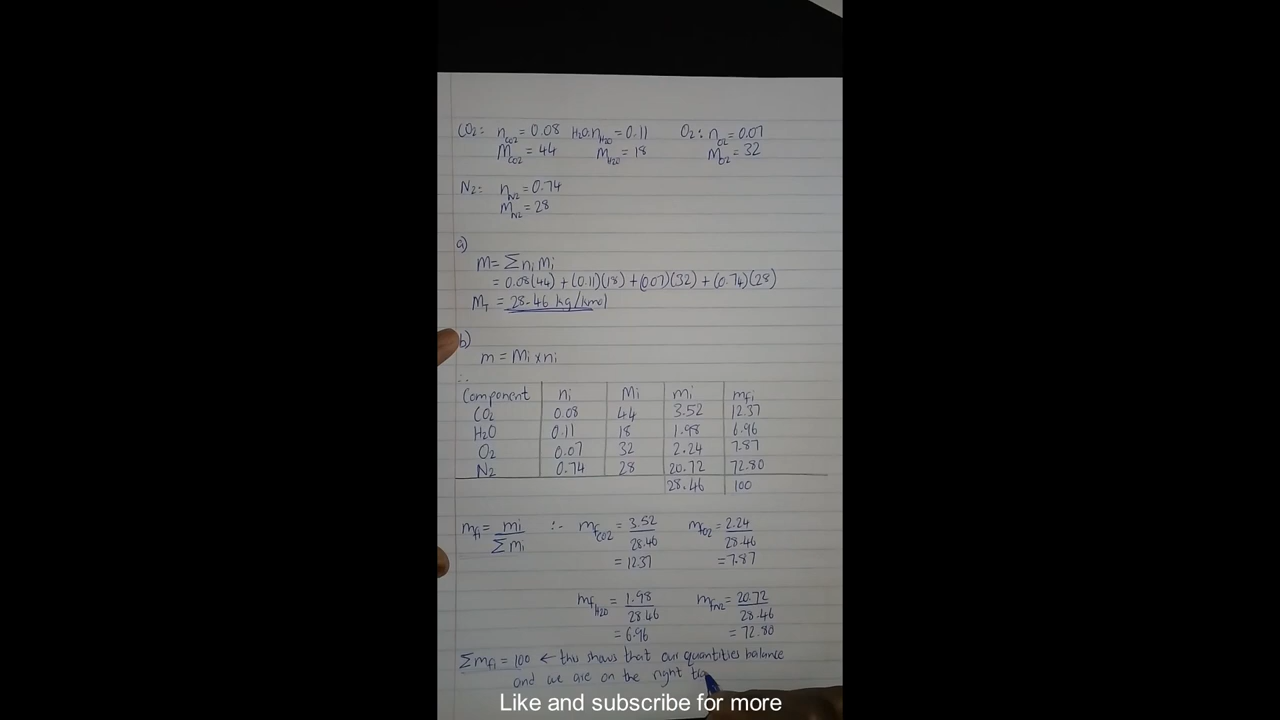 CO2: nCO2 = 0.08 H2O: nH2O = 0.11 O2: nO2 = 0.07
MCO2 = 44 MH2O = 18 MO2 = 32
N2: nN2 = 0.74
MN2 = 28
a)
M = Σ ni Mi
= 0.08(44) + (0.11)(18) + (0.07)(32) + (0.74)(28)
MT = 28.46 kg/kmol
b)
m = Mi x ni
∴
Component ni Mi mi mfi
CO2 0.08 44 3.52 12.37
H2O 0.11 18 1.98 6.96
O2 0.07 32 2.24 7.87
N2 0.74 28 20.72 72.80
28.46 100
mfi = mi / Σ mi :- mfCO2 = 3.52 / 28.46 mfO2 = 2.24 / 28.46
= 12.37 = 7.87
mfH2O = 1.98 / 28.46 mfN2 = 20.72 / 28.46
= 6.96 = 72.80
Σ mfi = 100 ← this shows that our quantities balance
and we are on the right
Like and subscribe for more